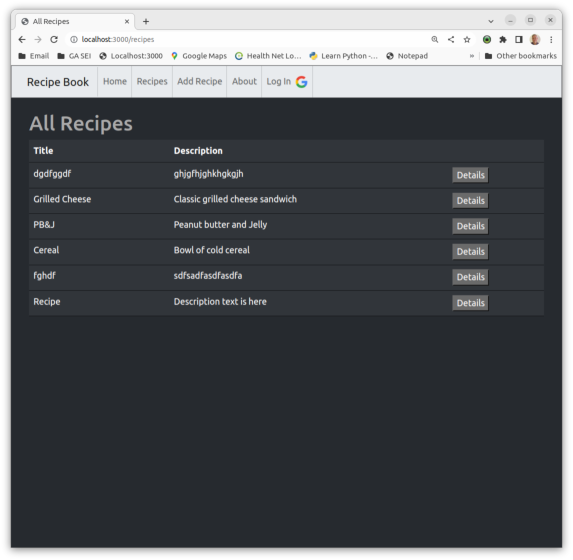 All Recipes
localhost:3000/recipes
Email GA SEI Localhost:3000 Google Maps Health Net Lo... Learn Python -... Notepad » Other bookmarks
Recipe Book Home Recipes Add Recipe About Log In
All Recipes
Title Description
dgdfggdf ghjgfhjghkhgkgjh Details
Grilled Cheese Classic grilled cheese sandwich Details
PB&J Peanut butter and Jelly Details
Cereal Bowl of cold cereal Details
fghdf sdfsadfasdfasdfa Details
Recipe Description text is here Details